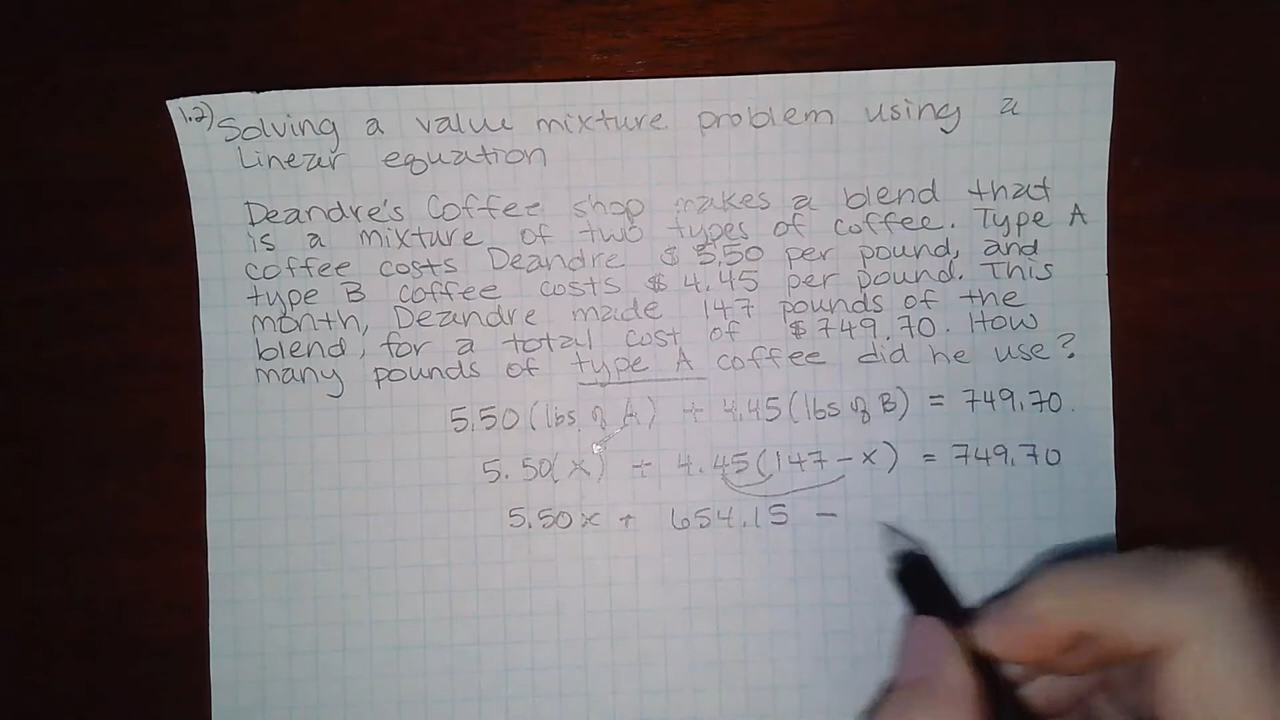 1.2) Solving a value mixture problem using a
linear equation
Deandre's Coffee shop makes a blend that
is a mixture of two types of coffee. Type A
coffee costs Deandre $5.50 per pound, and
type B coffee costs $4.45 per pound. This
month, Deandre made 147 pounds of the
blend, for a total cost of $749.70. How
many pounds of type A coffee did he use?
5.50(lbs of A) + 4.45(lbs of B) = 749.70.
5.50(x) + 4.45(147-x) = 749.70
5.50x + 654.15 -